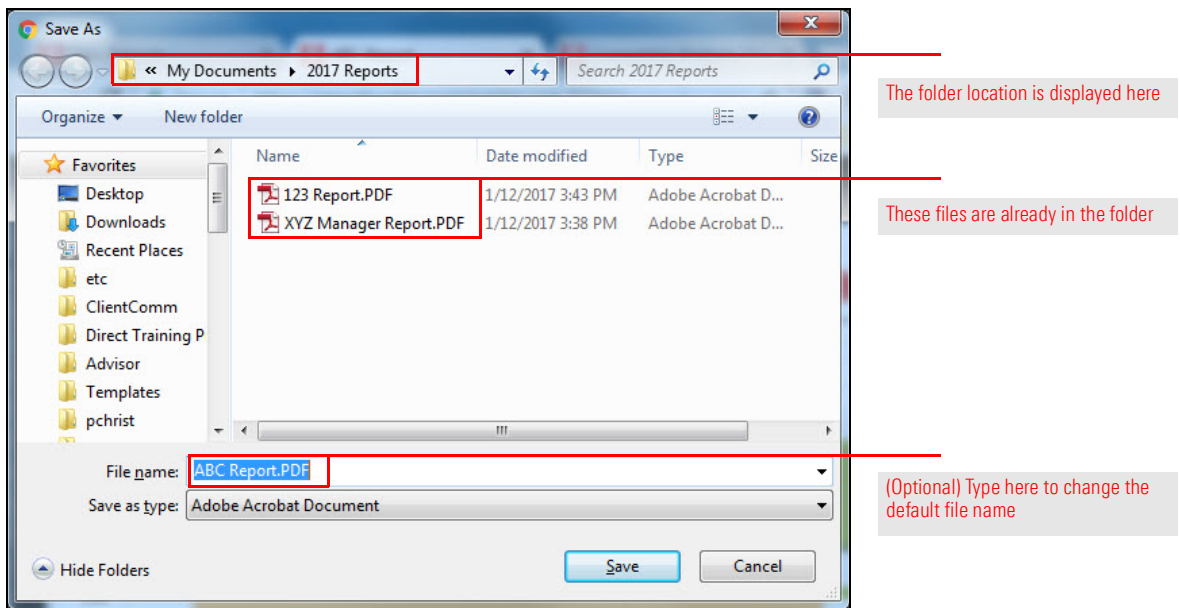 Save As
« My Documents ▸ 2017 Reports
Search 2017 Reports
The folder location is displayed here
Organize
New folder
Name
Date modified
Type
Size
Favorites
Desktop
Downloads
Recent Places
etc
ClientComm
Direct Training P
Advisor
Templates
pchrist
123 Report.PDF
1/12/2017 3:43 PM
Adobe Acrobat D...
XYZ Manager Report.PDF
1/12/2017 3:38 PM
Adobe Acrobat D...
These files are already in the folder
File name:
ABC Report.PDF
Save as type:
Adobe Acrobat Document
(Optional) Type here to change the
default file name
Hide Folders
Save
Cancel